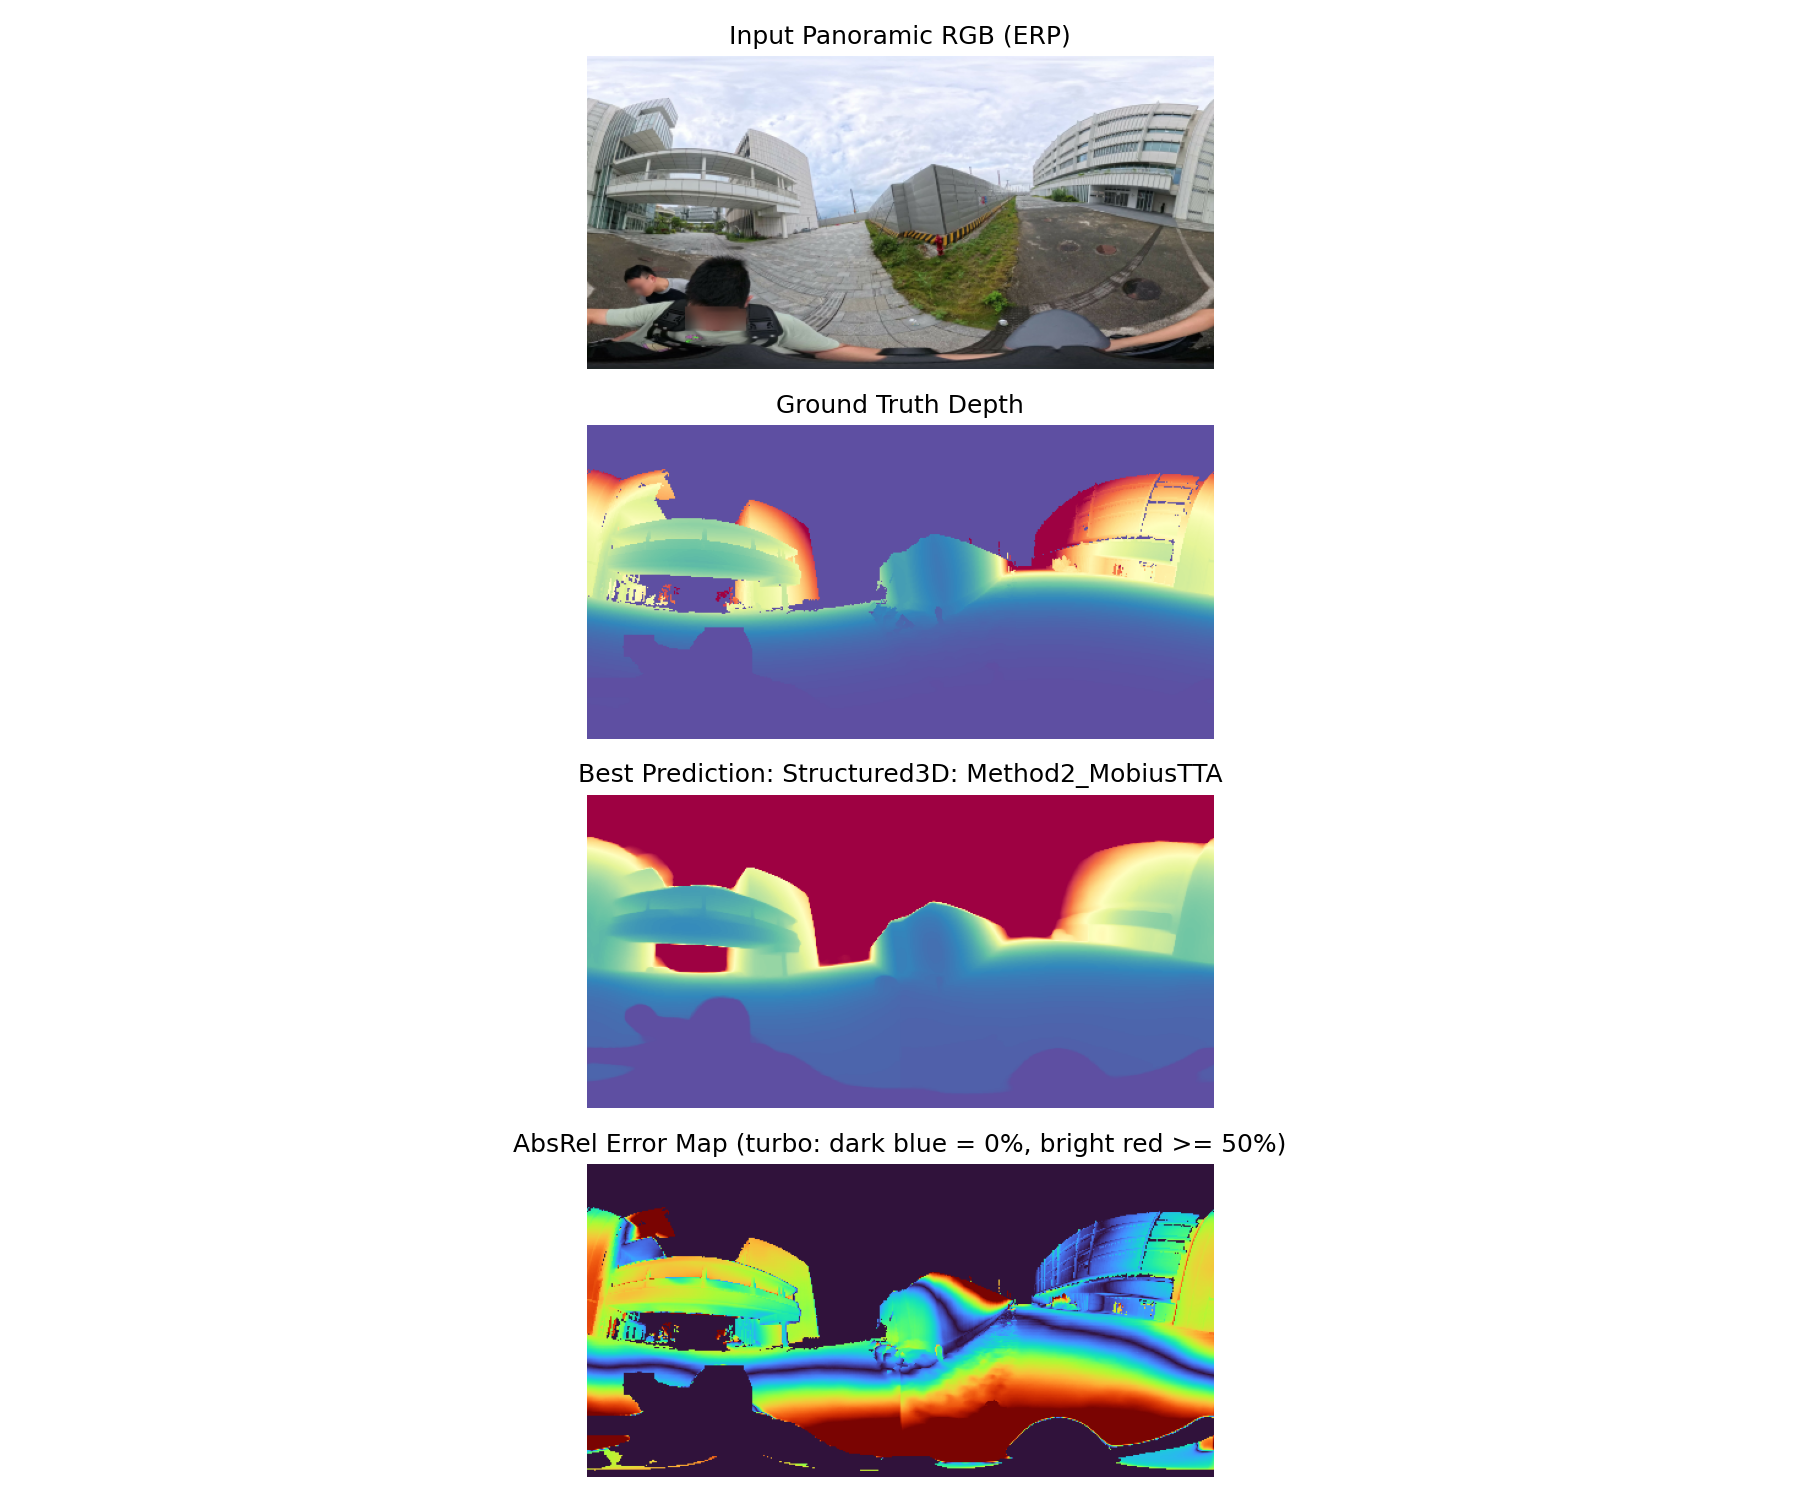 Input Panoramic RGB (ERP)
Ground Truth Depth
Best Prediction: Structured3D: Method2_MobiusTTA
AbsRel Error Map (turbo: dark blue = 0%, bright red >= 50%)